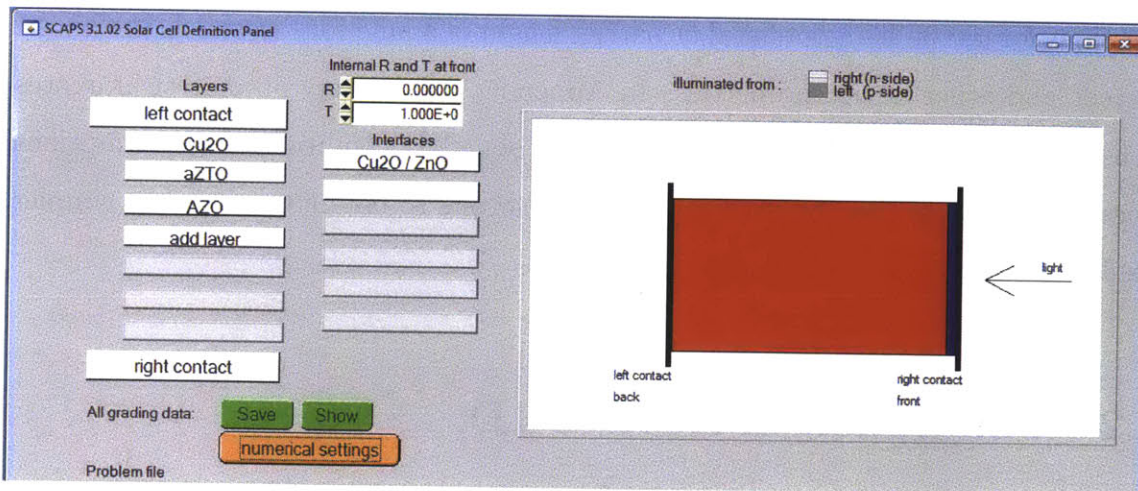 SCAPS 3.1.02 Solar Cell Definition Panel
Layers
left contact
Cu2O
aZTO
AZO
add layer
right contact
Internal R and T at front
R 0.000000
T 1.000E+0
Interfaces
Cu2O / ZnO
illuminated from :
right (n-side)
left (p-side)
light
left contact
back
right contact
front
All grading data: Save Show
numerical settings
Problem file